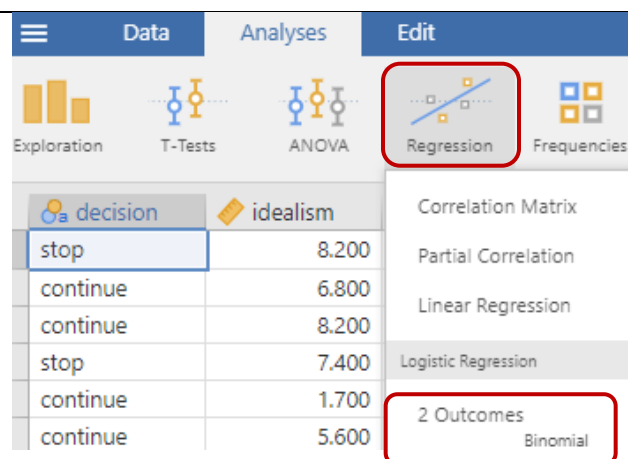 Data Analyses Edit
Exploration T-Tests ANOVA Regression Frequencies
a decision idealism
stop 8.200
continue 6.800
continue 8.200
stop 7.400
continue 1.700
continue 5.600
Correlation Matrix
Partial Correlation
Linear Regression
Logistic Regression
2 Outcomes
Binomial